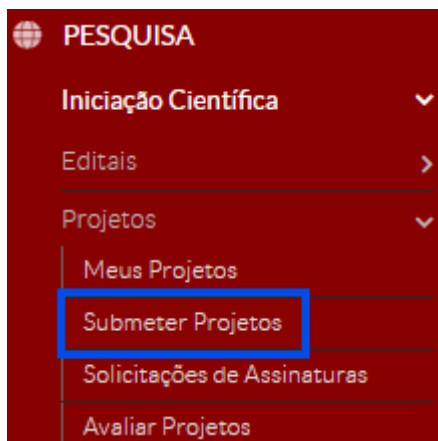 PESQUISA
Iniciação Científica
Editais
Projetos
Meus Projetos
Submeter Projetos
Solicitações de Assinaturas
Avaliar Projetos